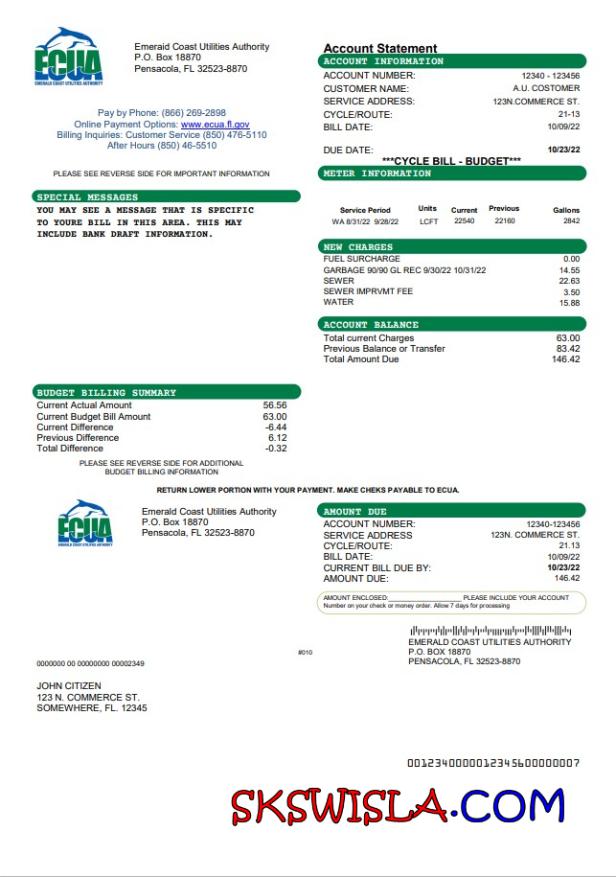 ECUA
EMERALD COAST UTILITIES AUTHORITY
Emeraid Coast Utilities Authority
P.O. Box 18870
Pensacola, FL 32523-8870
Pay by Phone: (866) 269-2898
Online Payment Options: www.ecua.fl.gov
Billing Inquiries: Customer Service (850) 476-5110
After Hours (850) 46-5510
PLEASE SEE REVERSE SIDE FOR IMPORTANT INFORMATION
Account Statement
ACCOUNT INFORMATION
ACCOUNT NUMBER: 12340 - 123456
CUSTOMER NAME: A.U. COSTOMER
SERVICE ADDRESS: 123N.COMMERCE ST.
CYCLE/ROUTE: 21-13
BILL DATE: 10/09/22
DUE DATE: 10/23/22
***CYCLE BILL - BUDGET***
METER INFORMATION
Service Period Units Current Previous Gallons
WA 8/31/22 9/28/22 LCFT 22540 22160 2842
SPECIAL MESSAGES
YOU MAY SEE A MESSAGE THAT IS SPECIFIC
TO YOURE BILL IN THIS AREA. THIS MAY
INCLUDE BANK DRAFT INFORMATION.
NEW CHARGES
FUEL SURCHARGE 0.00
GARBAGE 90/90 GL REC 9/30/22 10/31/22 14.55
SEWER 22.63
SEWER IMPRVMT FEE 3.50
WATER 15.88
ACCOUNT BALANCE
Total current Charges 63.00
Previous Balance or Transfer 83.42
Total Amount Due 146.42
BUDGET BILLING SUMMARY
Current Actual Amount 56.56
Current Budget Bill Amount 63.00
Current Difference -6.44
Previous Difference 6.12
Total Difference -0.32
PLEASE SEE REVERSE SIDE FOR ADDITIONAL
BUDGET BILLING INFORMATION
RETURN LOWER PORTION WITH YOUR PAYMENT. MAKE CHEKS PAYABLE TO ECUA.
ECUA
EMERALD COAST UTILITIES AUTHORITY
Emerald Coast Utilities Authority
P.O. Box 18870
Pensacola, FL 32523-8870
AMOUNT DUE
ACCOUNT NUMBER: 12340-123456
SERVICE ADDRESS 123N. COMMERCE ST.
CYCLE/ROUTE: 21.13
BILL DATE: 10/09/22
CURRENT BILL DUE BY: 10/23/22
AMOUNT DUE: 146.42
AMOUNT ENCLOSED:____________________ PLEASE INCLUDE YOUR ACCOUNT
Number on your check or money order. Allow 7 days for processing
EMERALD COAST UTILITIES AUTHORITY
P.O. BOX 18870
PENSACOLA, FL 32523-8870
#010
0000000 00 00000000 00002349
JOHN CITIZEN
123 N. COMMERCE ST.
SOMEWHERE, FL. 12345
001234000001234560000007
SKSWISLA.COM